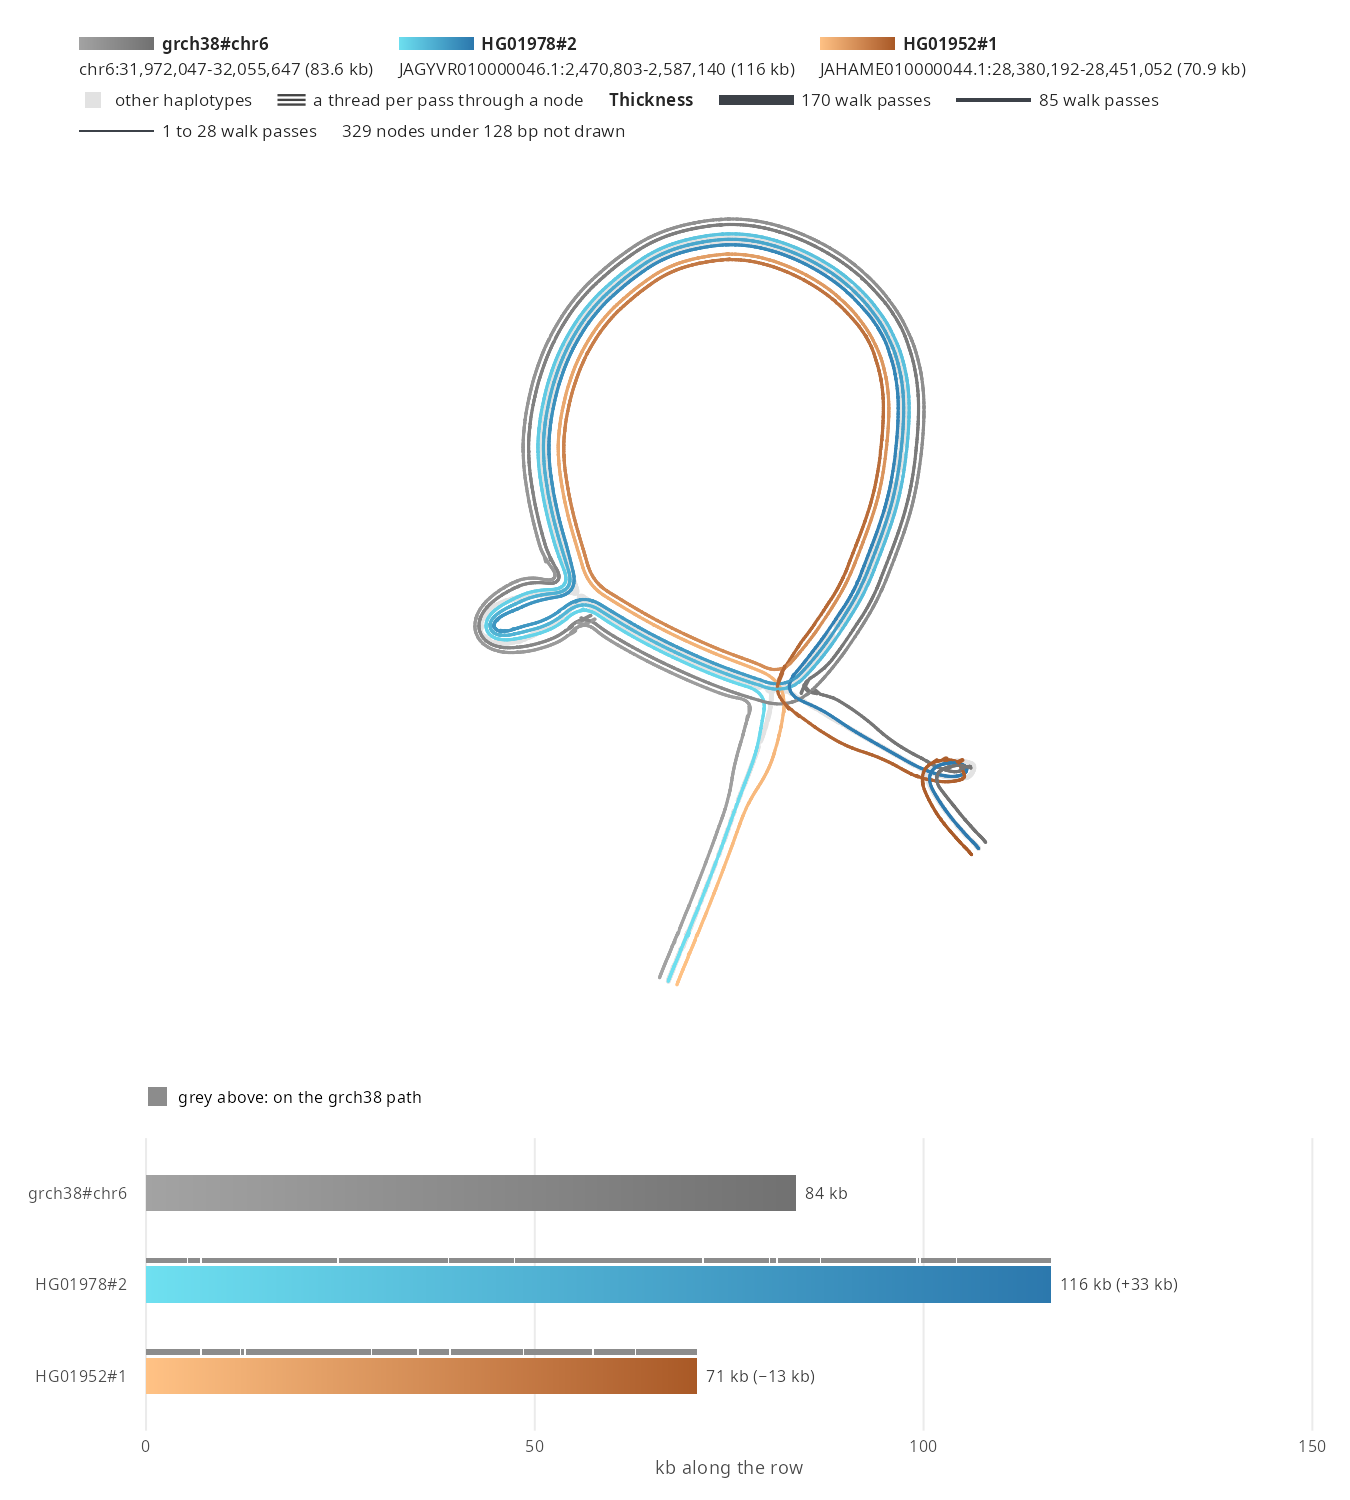 grch38#chr6 HG01978#2 HG01952#1
chr6:31,972,047-32,055,647 (83.6 kb) JAGYVR010000046.1:2,470,803-2,587,140 (116 kb) JAHAME010000044.1:28,380,192-28,451,052 (70.9 kb)
other haplotypes a thread per pass through a node Thickness 170 walk passes 85 walk passes
1 to 28 walk passes 329 nodes under 128 bp not drawn
grey above: on the grch38 path
grch38#chr6 84 kb
HG01978#2 116 kb (+33 kb)
HG01952#1 71 kb (−13 kb)
0 50 100 150
kb along the row